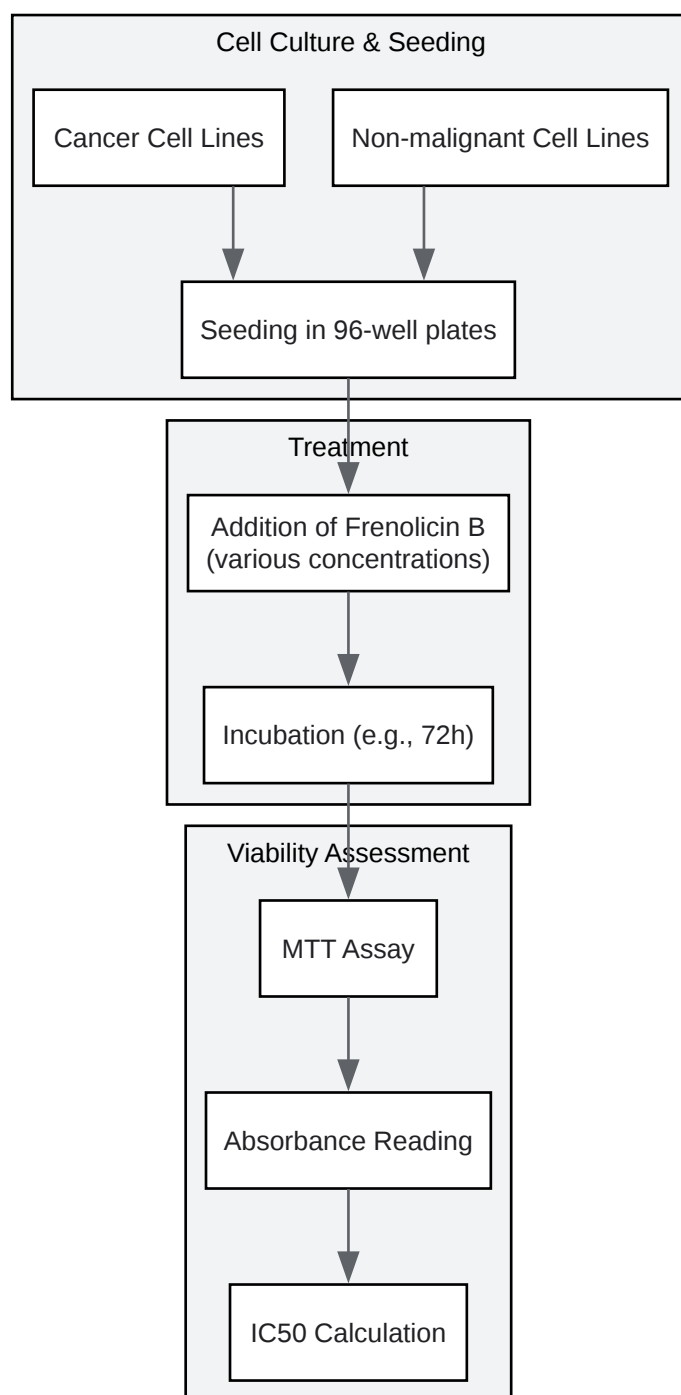 Cell Culture & Seeding
Cancer Cell Lines
Non-malignant Cell Lines
Seeding in 96-well plates
Treatment
Addition of Frenolicin B
(various concentrations)
Incubation (e.g., 72h)
Viability Assessment
MTT Assay
Absorbance Reading
IC50 Calculation